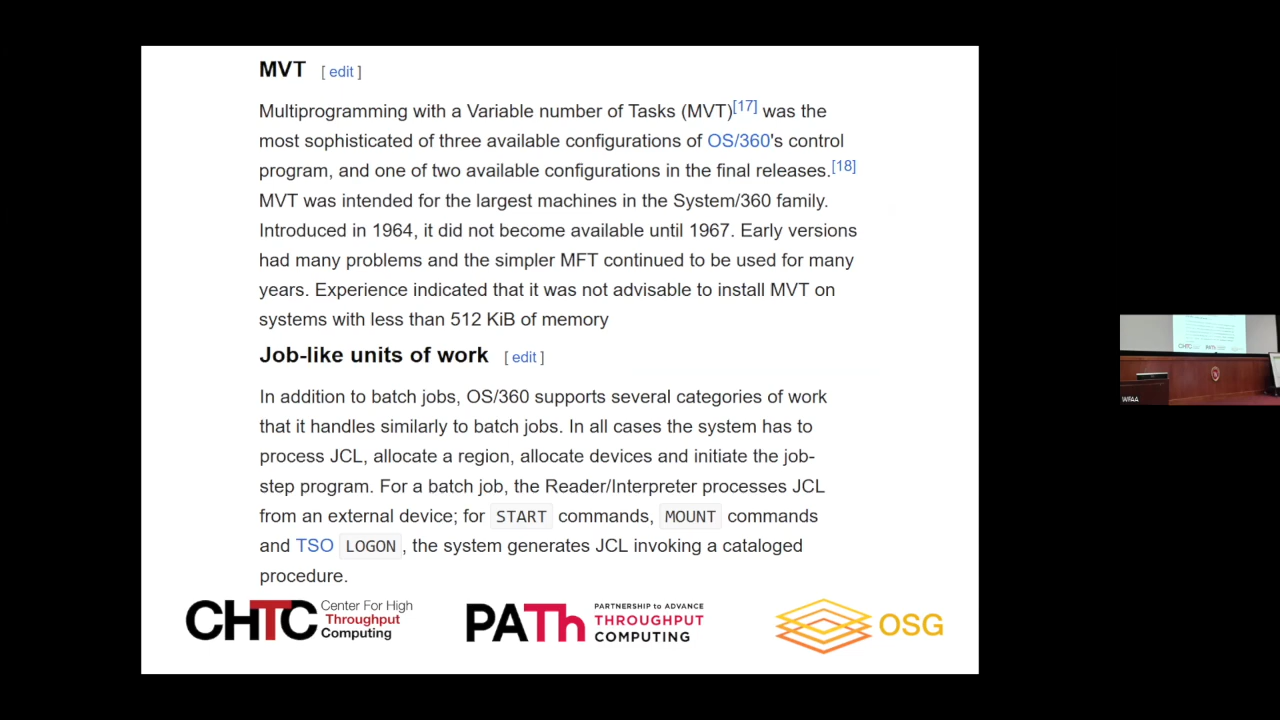 MVT [ edit ]
Multiprogramming with a Variable number of Tasks (MVT)[17] was the
most sophisticated of three available configurations of OS/360's control
program, and one of two available configurations in the final releases.[18]
MVT was intended for the largest machines in the System/360 family.
Introduced in 1964, it did not become available until 1967. Early versions
had many problems and the simpler MFT continued to be used for many
years. Experience indicated that it was not advisable to install MVT on
systems with less than 512 KiB of memory
Job-like units of work [ edit ]
In addition to batch jobs, OS/360 supports several categories of work
that it handles similarly to batch jobs. In all cases the system has to
process JCL, allocate a region, allocate devices and initiate the job-
step program. For a batch job, the Reader/Interpreter processes JCL
from an external device; for START commands, MOUNT commands
and TSO LOGON, the system generates JCL invoking a cataloged
procedure.
CHTC Center For High
Throughput
Computing
PATh PARTNERSHIP to ADVANCE
THROUGHPUT
COMPUTING
OSG
WFAA